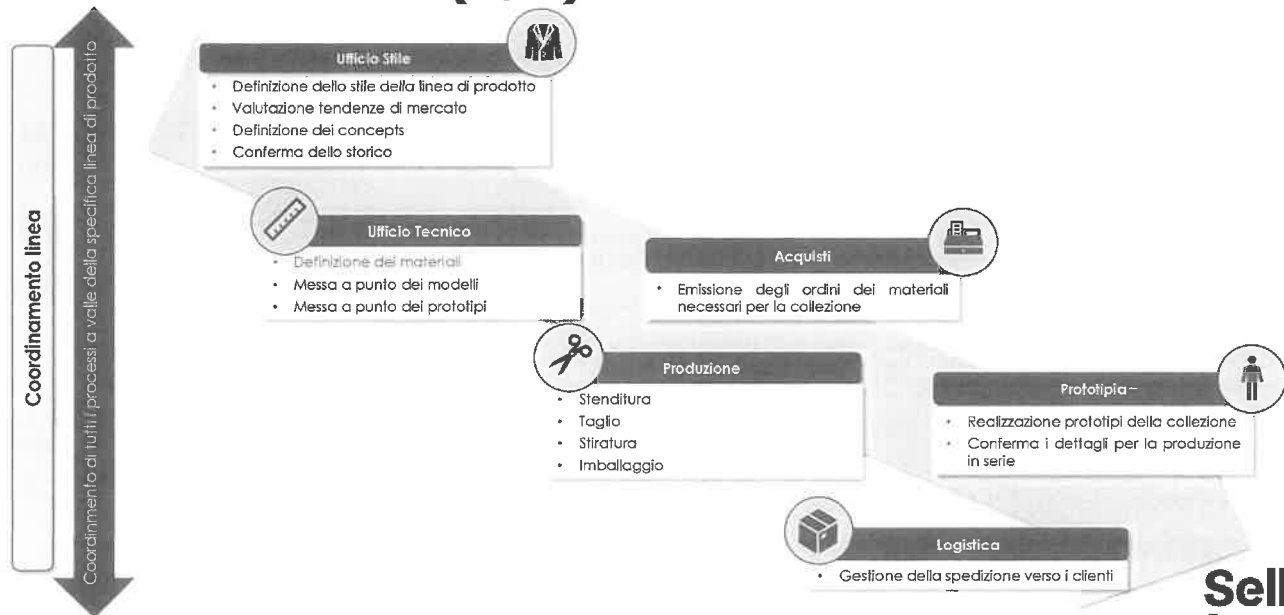 Coordinamento linea
Coordinmento di tutti i processi a valle della specifica linea di prodotto
Ufficio Stile
• Definizione dello stile della linea di prodotto
• Valutazione tendenze di mercato
• Definizione dei concepts
• Conferma dello storico
Ufficio Tecnico
• Definizione dei materiali
• Messa a punto dei modelli
• Messa a punto dei prototipi
Acquisti
• Emissione degli ordini dei materiali
necessari per la collezione
Produzione
• Stenditura
• Taglio
• Stiratura
• Imballaggio
Prototipia–
• Realizzazione prototipi della collezione
• Conferma i dettagli per la produzione
in serie
Logistica
• Gestione della spedizione verso i clienti
Sell